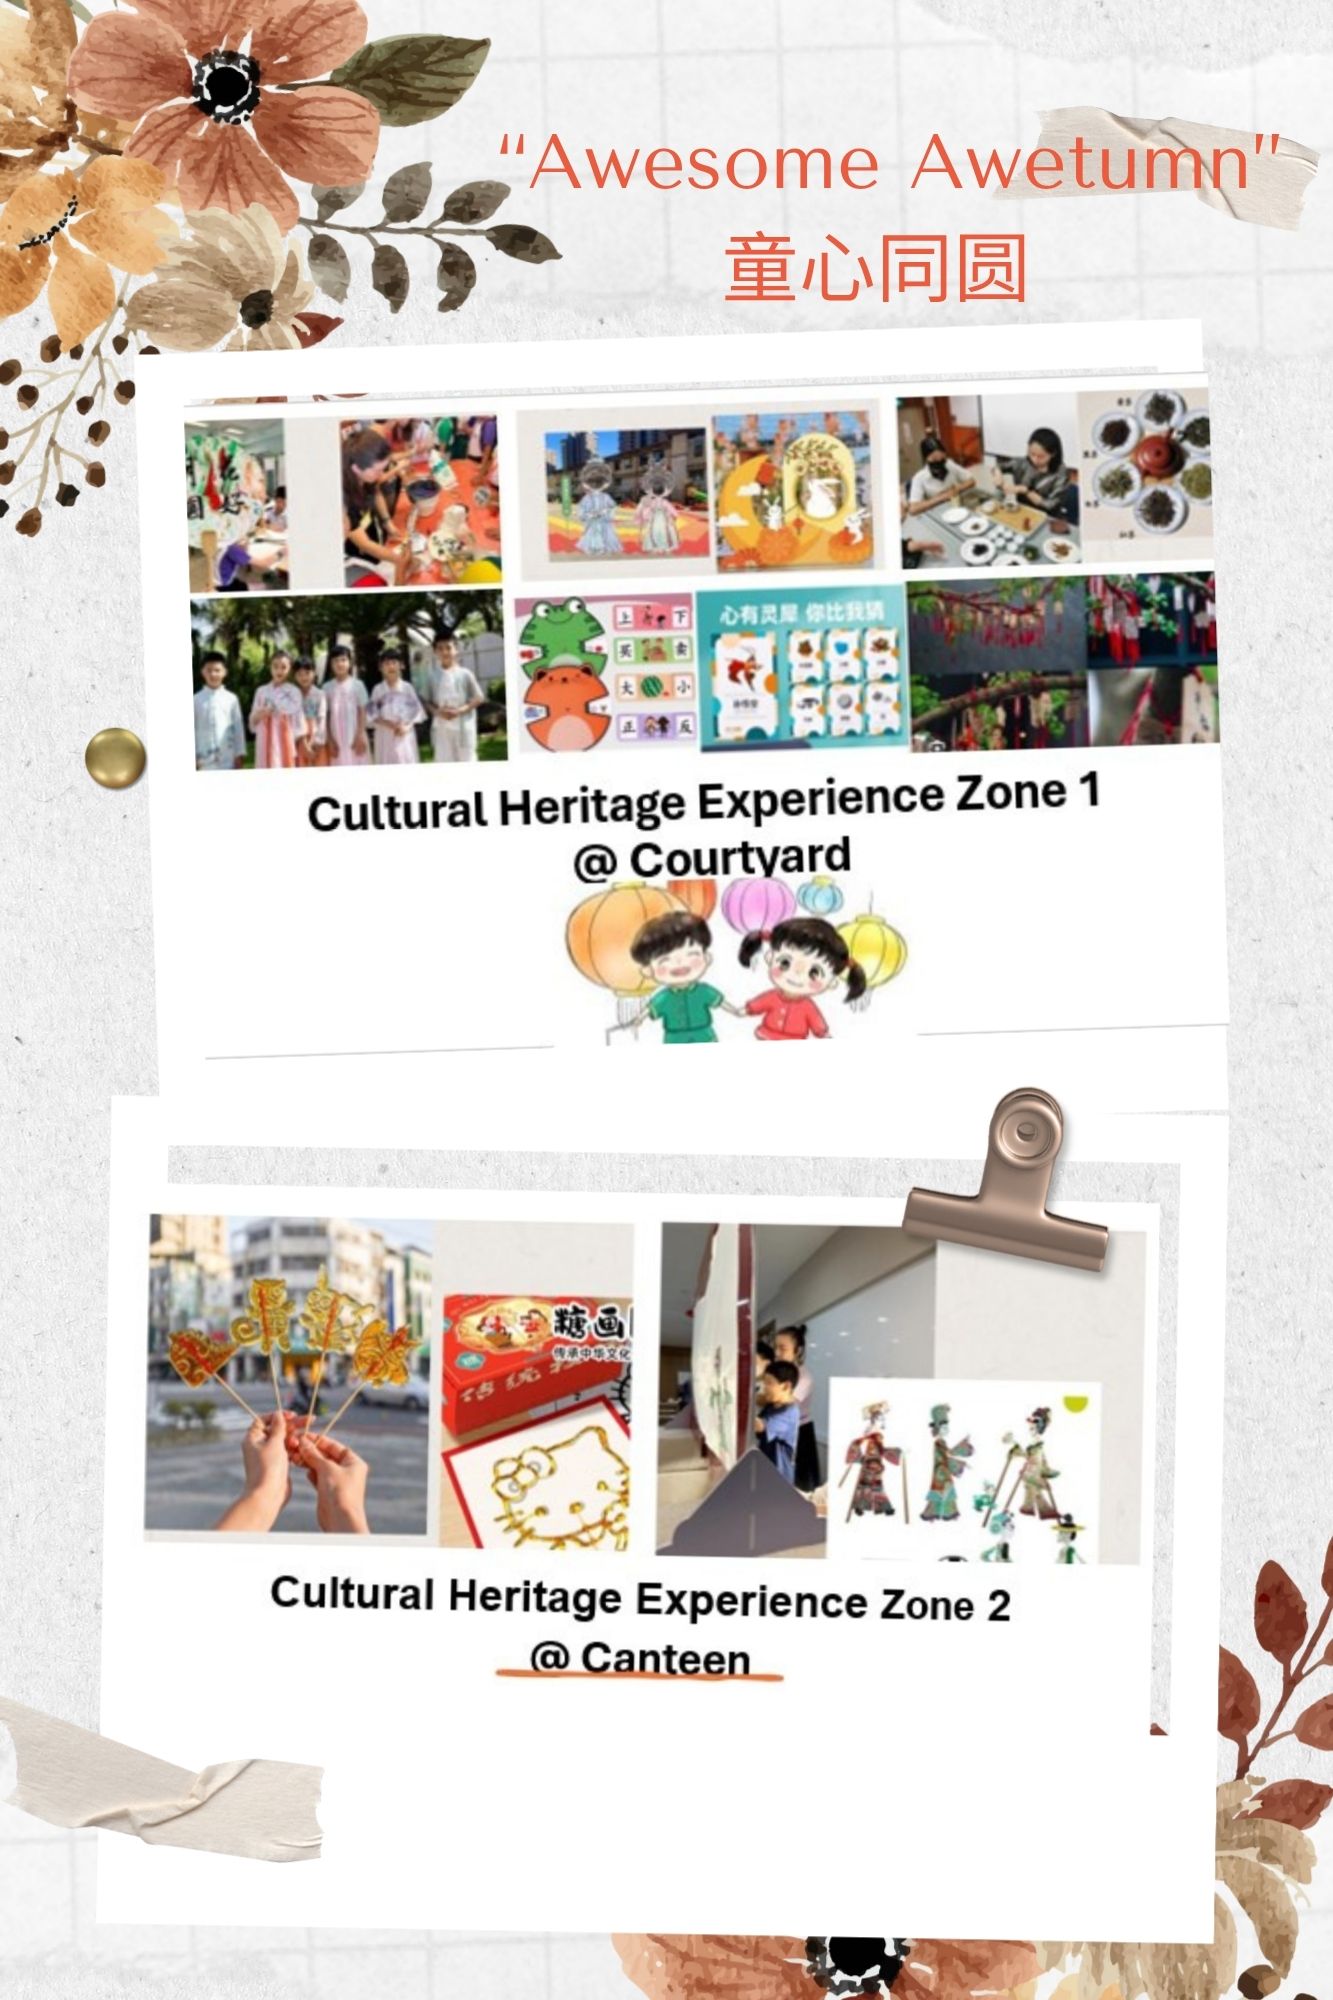 “Awesome Awetumn”
童心同圆
心有灵犀 你比我猜
上 下
买 卖
大 小
正 反
Cultural Heritage Experience Zone 1
@ Courtyard
糖画
传承中华文化
传统
Cultural Heritage Experience Zone 2
@ Canteen